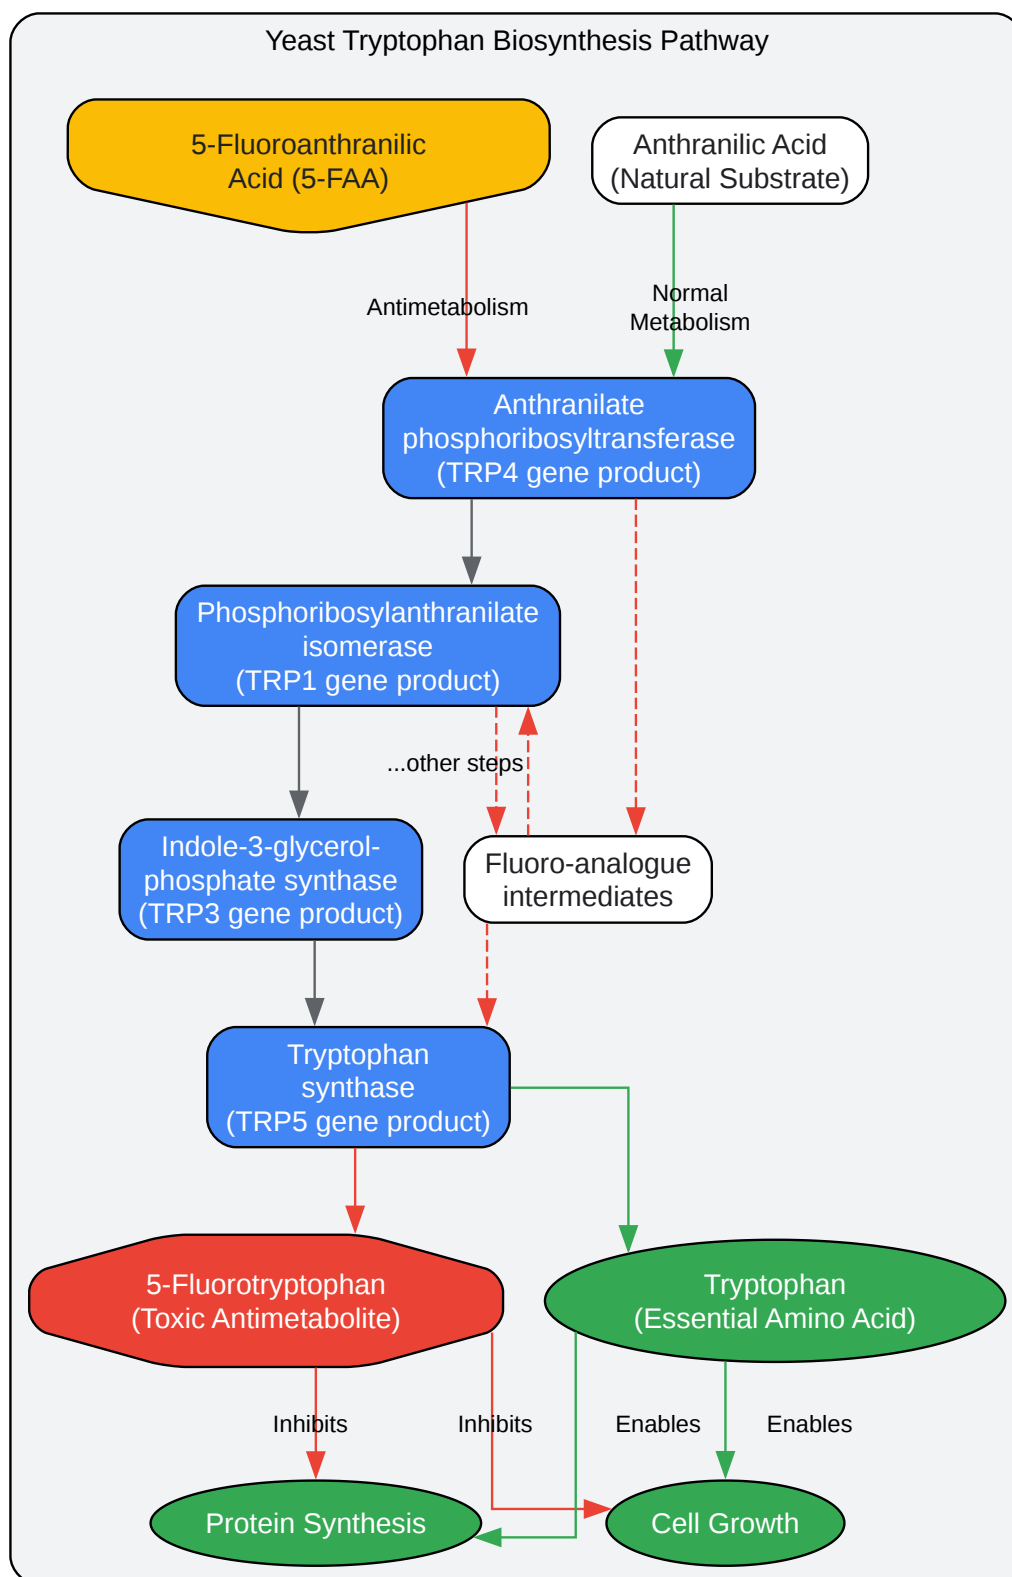 Yeast Tryptophan Biosynthesis Pathway
5-Fluoroanthranilic
Acid (5-FAA)
Anthranilic Acid
(Natural Substrate)
Antimetabolism
Normal
Metabolism
Anthranilate
phosphoribosyltransferase
(TRP4 gene product)
Phosphoribosylanthranilate
isomerase
(TRP1 gene product)
...other steps
Indole-3-glycerol-
phosphate synthase
(TRP3 gene product)
Fluoro-analogue
intermediates
Tryptophan
synthase
(TRP5 gene product)
5-Fluorotryptophan
(Toxic Antimetabolite)
Tryptophan
(Essential Amino Acid)
Inhibits
Inhibits
Enables
Enables
Protein Synthesis
Cell Growth